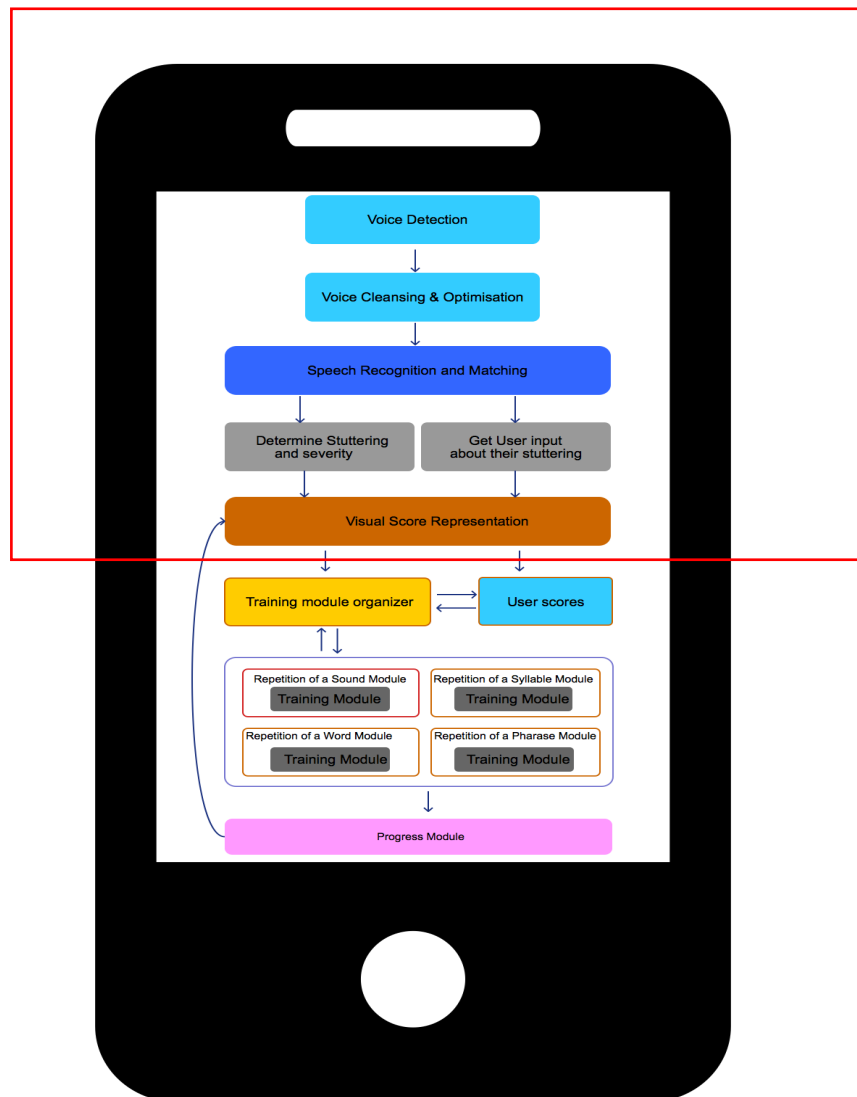 Voice Detection
Voice Cleansing & Optimisation
Speech Recognition and Matching
Determine Stuttering
and severity
Get User input
about their stuttering
Visual Score Representation
Training module organizer
User scores
Repetition of a Sound Module
Training Module
Repetition of a Syllable Module
Training Module
Repetition of a Word Module
Training Module
Repetition of a Pharase Module
Training Module
Progress Module